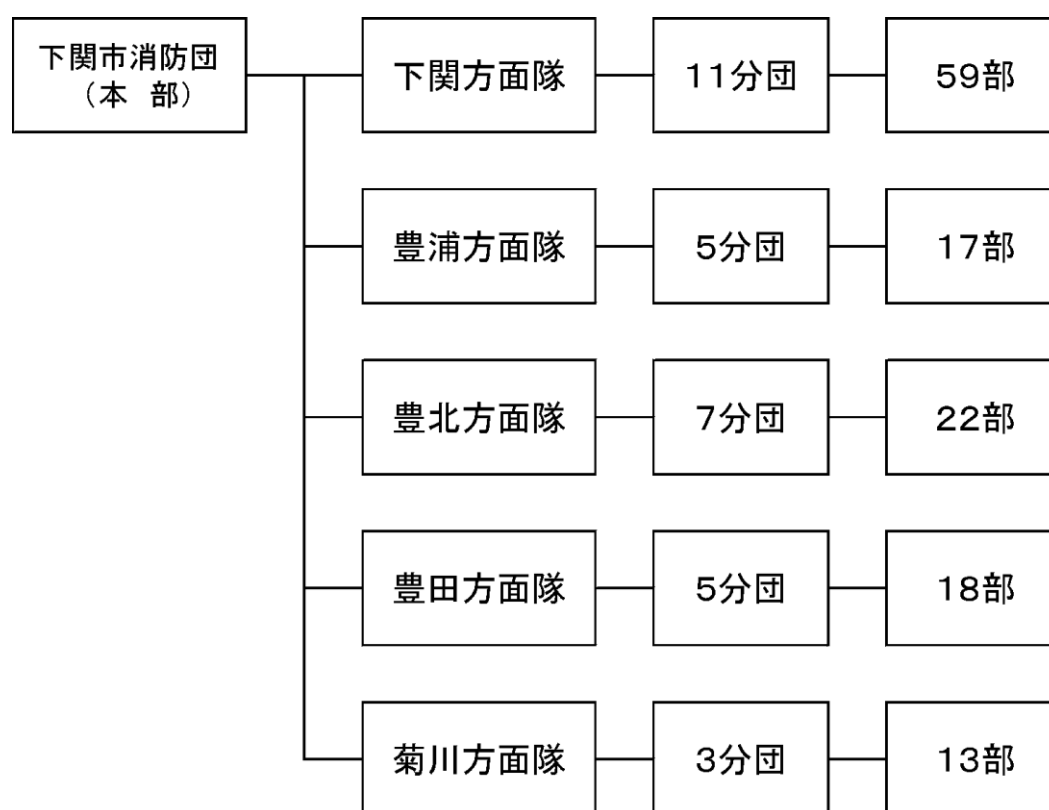 下関市消防団
（本　部）
下関方面隊
11分団
59部
豊浦方面隊
5分団
17部
豊北方面隊
7分団
22部
豊田方面隊
5分団
18部
菊川方面隊
3分団
13部